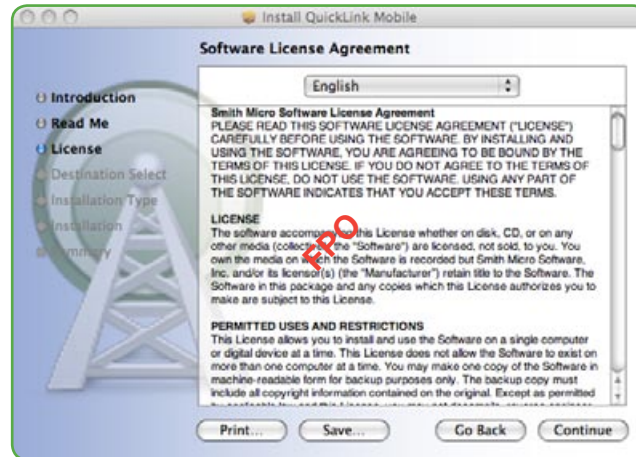 Install QuickLink Mobile
Software License Agreement
English
Introduction
Read Me
License
Destination Select
Installation Type
Installation
Summary
Smith Micro Software License Agreement
PLEASE READ THIS SOFTWARE LICENSE AGREEMENT ("LICENSE")
CAREFULLY BEFORE USING THE SOFTWARE. BY INSTALLING AND
USING THE SOFTWARE, YOU ARE AGREEING TO BE BOUND BY THE
TERMS OF THIS LICENSE. IF YOU DO NOT AGREE TO THE TERMS OF
THIS LICENSE, DO NOT USE THE SOFTWARE. USING ANY PART OF
THE SOFTWARE INDICATES THAT YOU ACCEPT THESE TERMS.
LICENSE
The software accompanying this License whether on disk, CD, or on any
other media (collectively the "Software") are licensed, not sold, to you. You
own the media on which the Software is recorded but Smith Micro Software,
Inc. and/or its licensor(s) (the "Manufacturer") retain title to the Software. The
Software in this package and any copies which this License authorizes you to
make are subject to this License.
FPO
PERMITTED USES AND RESTRICTIONS
This License allows you to install and use the Software on a single computer
or digital device at a time. This License does not allow the Software to exist on
more than one computer at a time. You may make one copy of the Software in
machine-readable form for backup purposes only. The backup copy must
include all copyright information contained on the original. Except as permitted
Print...
Save...
Go Back
Continue